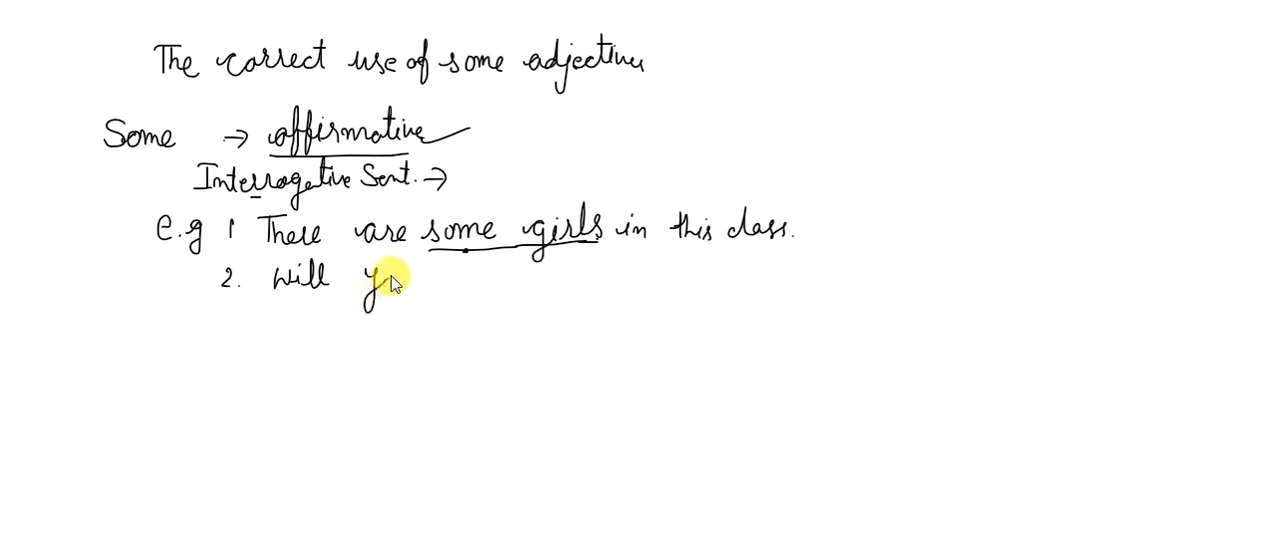 The correct use of some adjectives
Some → affirmative
Interrogative Sent. →
e.g 1 There are some girls in this class.
2. Will y